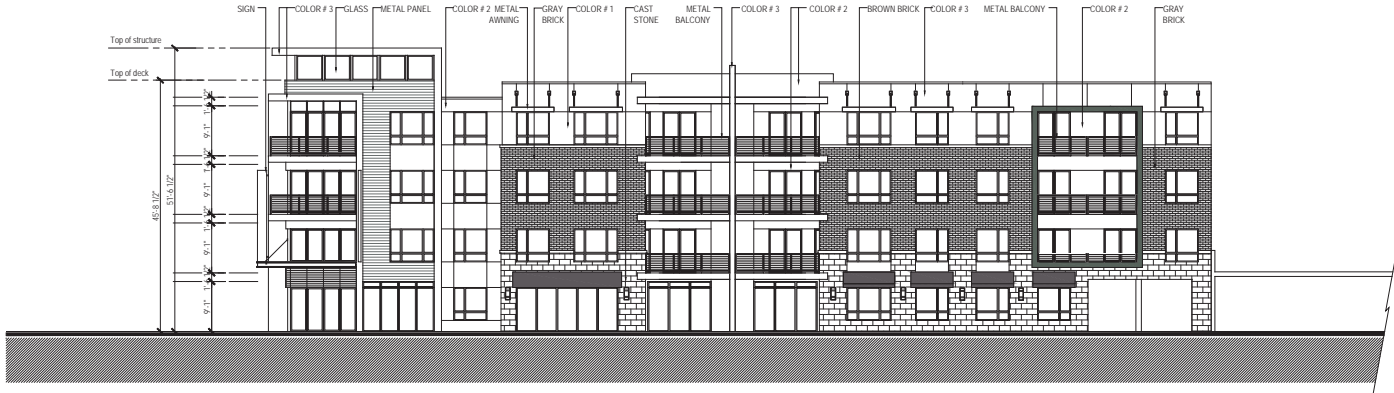 SIGN
COLOR # 3
GLASS
METAL PANEL
COLOR # 2
METAL
AWNING
GRAY
BRICK
COLOR # 1
CAST
STONE
METAL
BALCONY
COLOR # 3
COLOR # 2
BROWN BRICK
COLOR # 3
METAL BALCONY
COLOR # 2
GRAY
BRICK
Top of structure
Top of deck
51'-6 1/2"
45'-8 1/2"
9'-1"
9'-1"
9'-1"
9'-1"